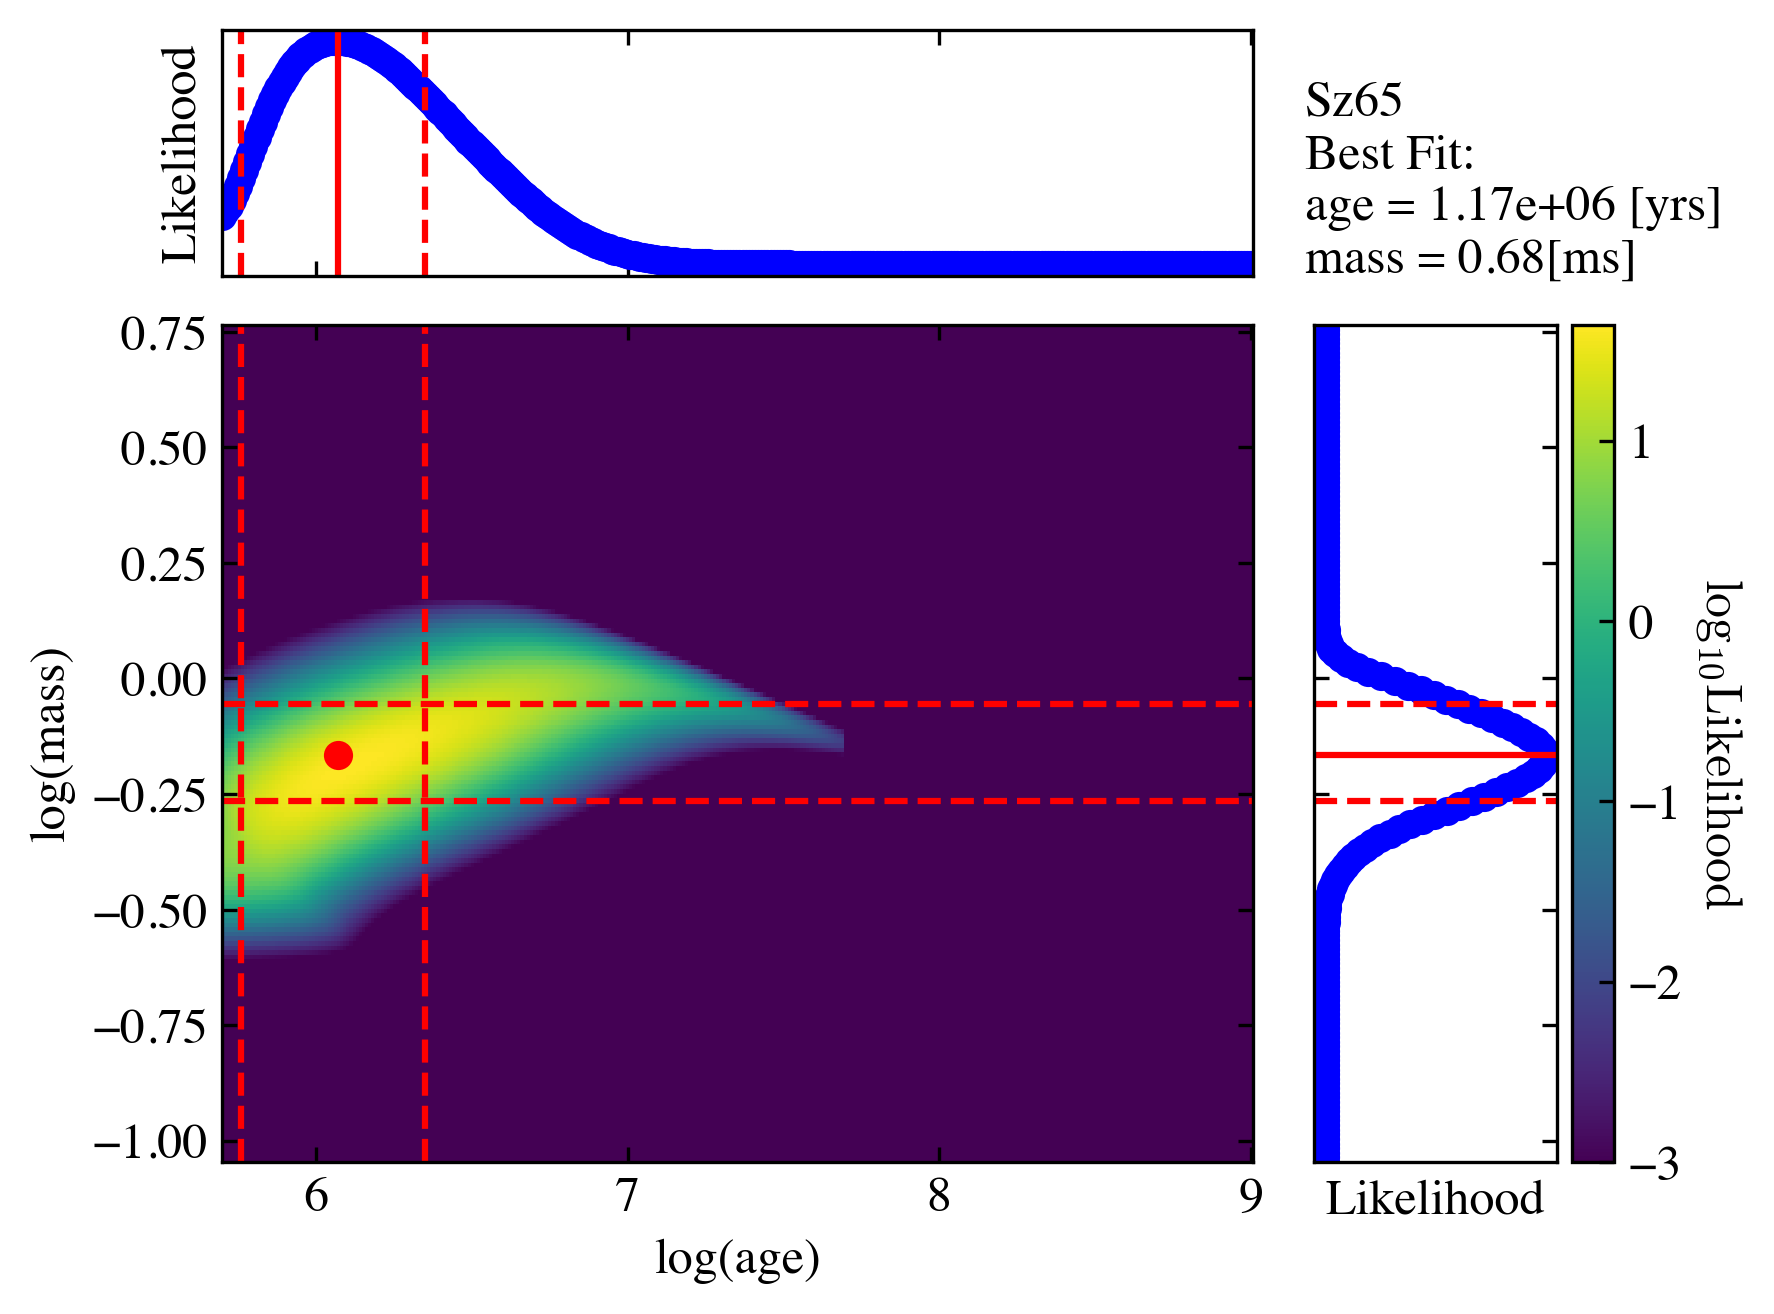 Likelihood
Sz65
Best Fit:
age = 1.17e+06 [yrs]
mass = 0.68[ms]
0.75
0.50
0.25
0.00
−0.25
−0.50
−0.75
−1.00
log(mass)
6
7
8
9
log(age)
Likelihood
1
0
−1
−2
−3
log₁₀Likelihood